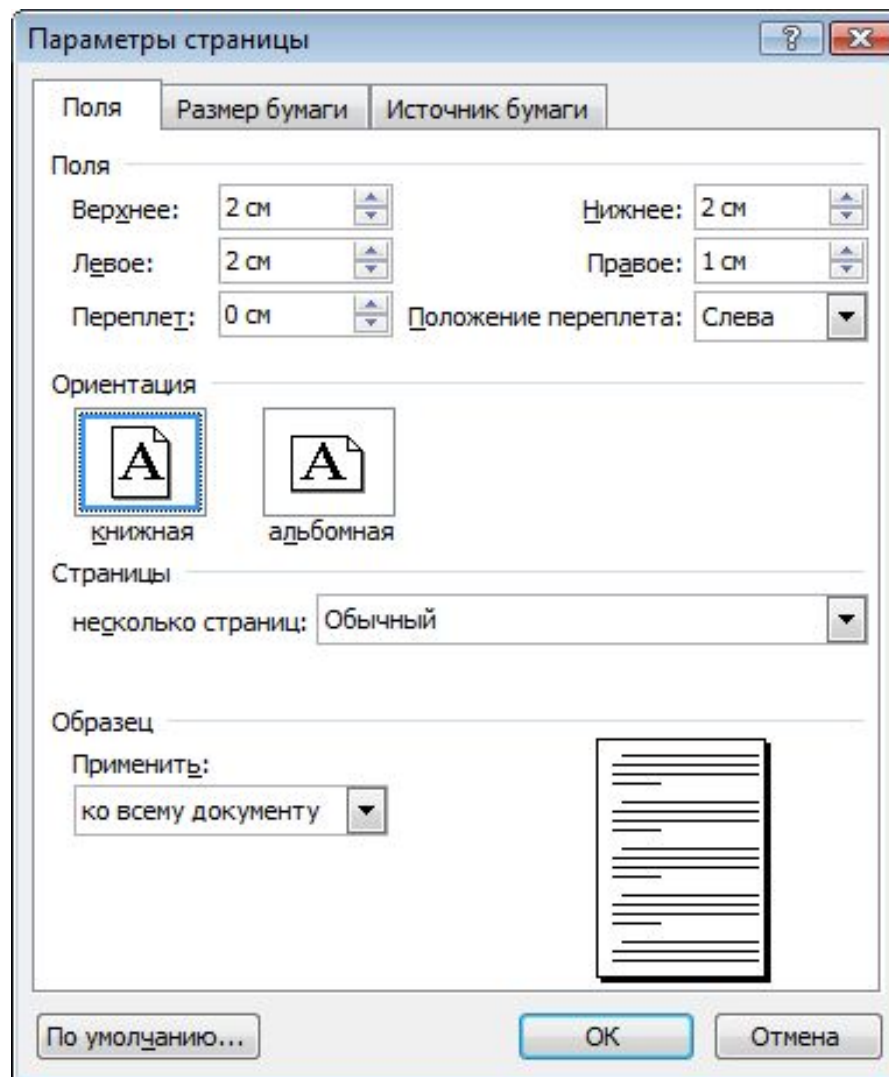 Параметры страницы
Поля Размер бумаги Источник бумаги
Поля
Верхнее: 2 см Нижнее: 2 см
Левое: 2 см Правое: 1 см
Переплет: 0 см Положение переплета: Слева
Ориентация
A A
книжная альбомная
Страницы
несколько страниц: Обычный
Образец
Применить:
ко всему документу
По умолчанию... ОК Отмена